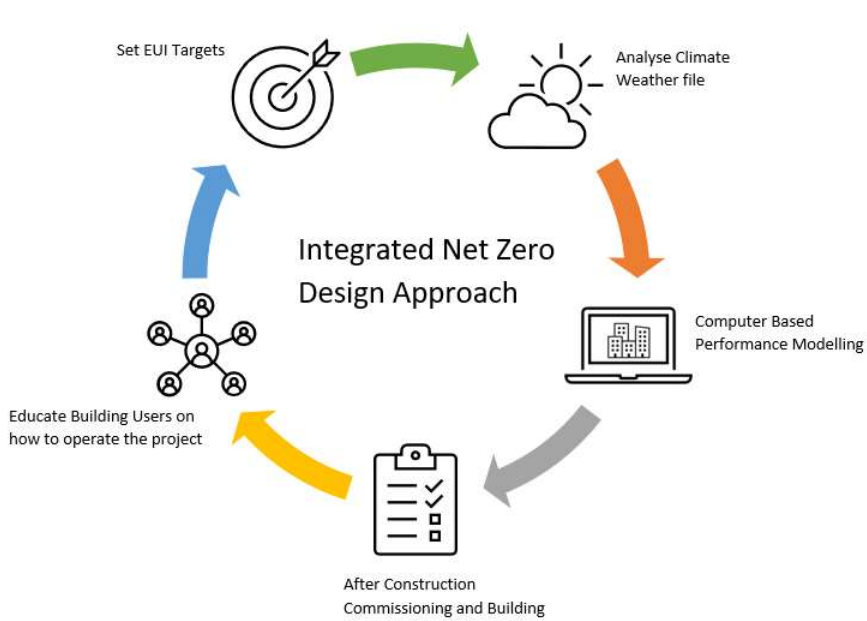 Set EUI Targets
Analyse Climate
Weather file
Integrated Net Zero
Design Approach
Computer Based
Performance Modelling
Educate Building Users on
how to operate the project
After Construction
Commissioning and Building